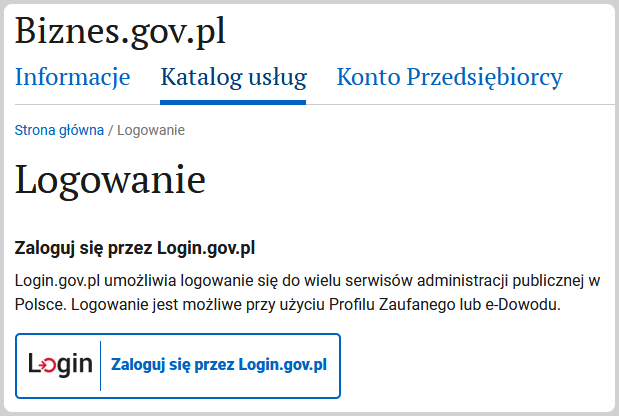 Biznes.gov.pl
Informacje Katalog usług Konto Przedsiębiorcy
Strona główna / Logowanie
Logowanie
Zaloguj się przez Login.gov.pl
Login.gov.pl umożliwia logowanie się do wielu serwisów administracji publicznej w
Polsce. Logowanie jest możliwe przy użyciu Profilu Zaufanego lub e-Dowodu.
Login Zaloguj się przez Login.gov.pl